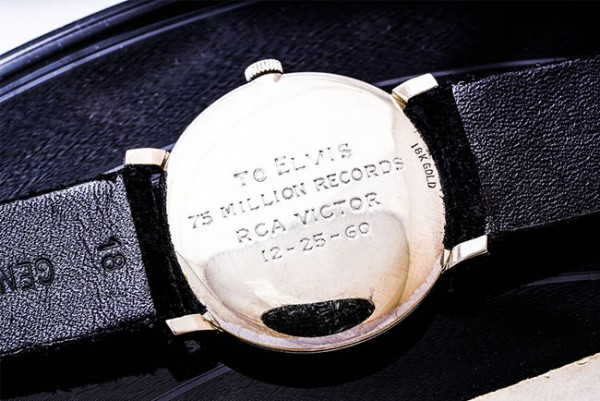 TO ELVIS
75 MILLION RECORDS
RCA VICTOR
12-25-60
18K GOLD
18
GEN